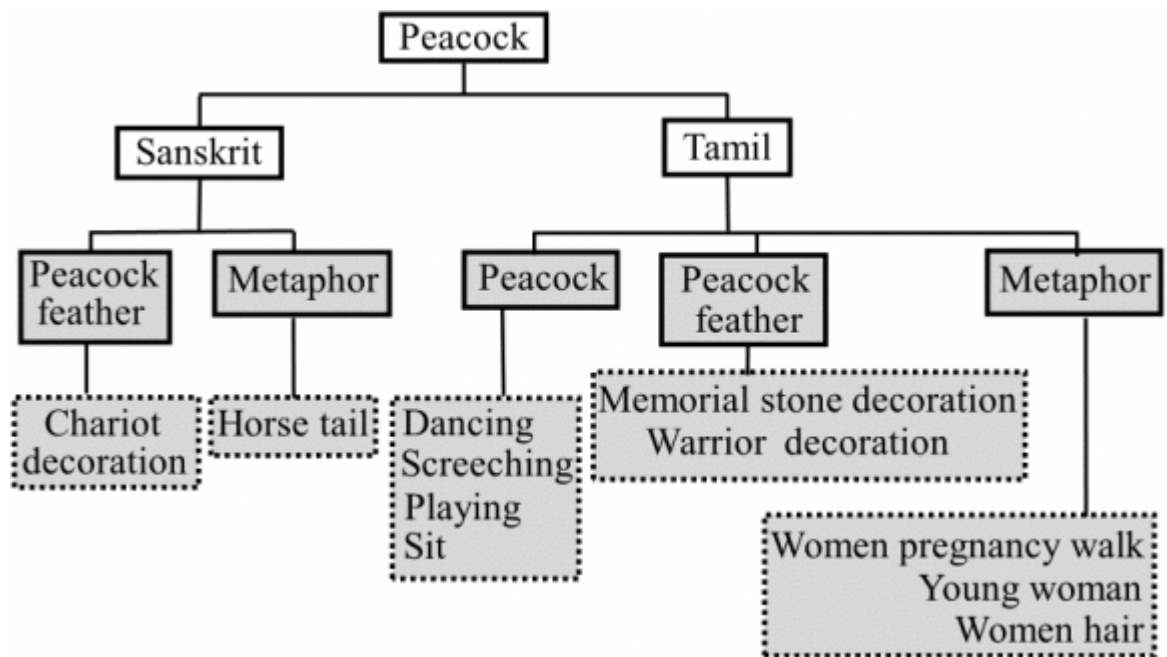 Peacock
Sanskrit
Tamil
Peacock
feather
Metaphor
Peacock
Peacock
feather
Metaphor
Chariot
decoration
Horse tail
Dancing
Screeching
Playing
Sit
Memorial stone decoration
Warrior decoration
Women pregnancy walk
Young woman
Women hair